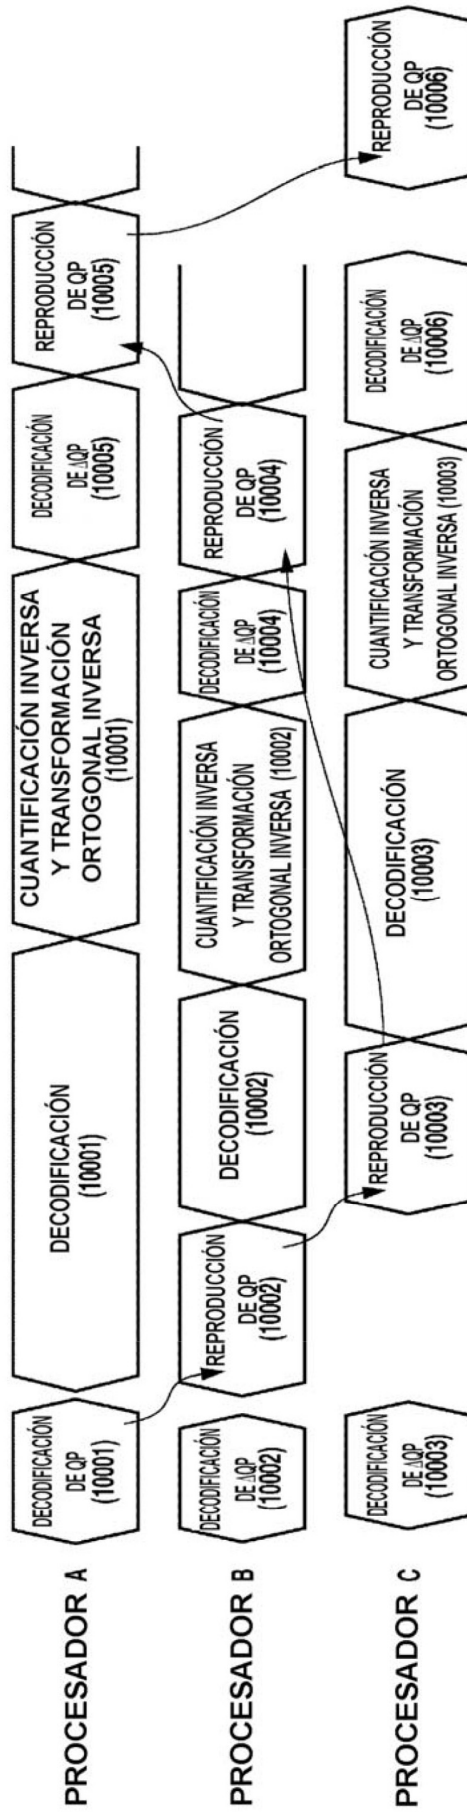 PROCESADOR A
DECODIFICACIÓN
DE QP
(10001)
DECODIFICACIÓN
(10001)
CUANTIFICACIÓN INVERSA
Y TRANSFORMACIÓN
ORTOGONAL INVERSA
(10001)
DECODIFICACIÓN
DE ΔQP
(10005)
REPRODUCCIÓN
DE QP
(10005)
PROCESADOR B
DECODIFICACIÓN
DE ΔQP
(10002)
REPRODUCCIÓN
DE QP
(10002)
DECODIFICACIÓN
(10002)
CUANTIFICACIÓN INVERSA
Y TRANSFORMACIÓN
ORTOGONAL INVERSA (10002)
DECODIFICACIÓN
DE ΔQP
(10004)
REPRODUCCIÓN
DE QP
(10004)
PROCESADOR C
DECODIFICACIÓN
DE ΔQP
(10003)
REPRODUCCIÓN
DE QP
(10003)
DECODIFICACIÓN
(10003)
CUANTIFICACIÓN INVERSA
Y TRANSFORMACIÓN
ORTOGONAL INVERSA (10003)
DECODIFICACIÓN
DE ΔQP
(10006)
REPRODUCCIÓN
DE QP
(10006)